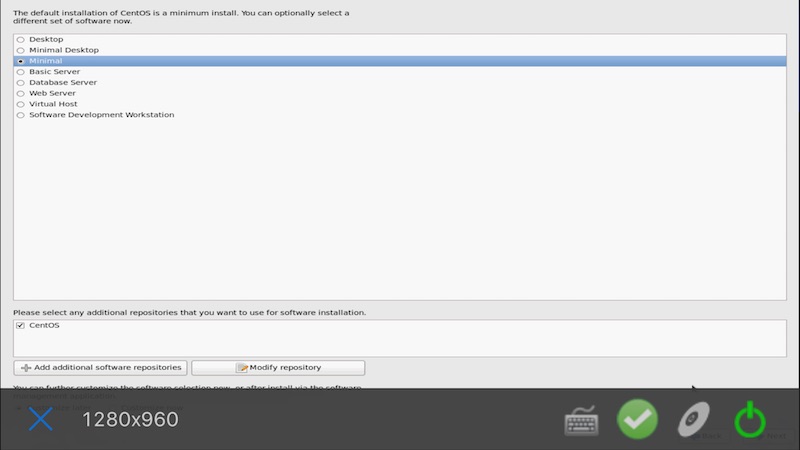 The default installation of CentOS is a minimum install. You can optionally select a
different set of software now.
Desktop
Minimal Desktop
Minimal
Basic Server
Database Server
Web Server
Virtual Host
Software Development Workstation
Please select any additional repositories that you want to use for software installation.
CentOS
Add additional software repositories
Modify repository
You can further customize the software selection now, or after install via the software
1280x960